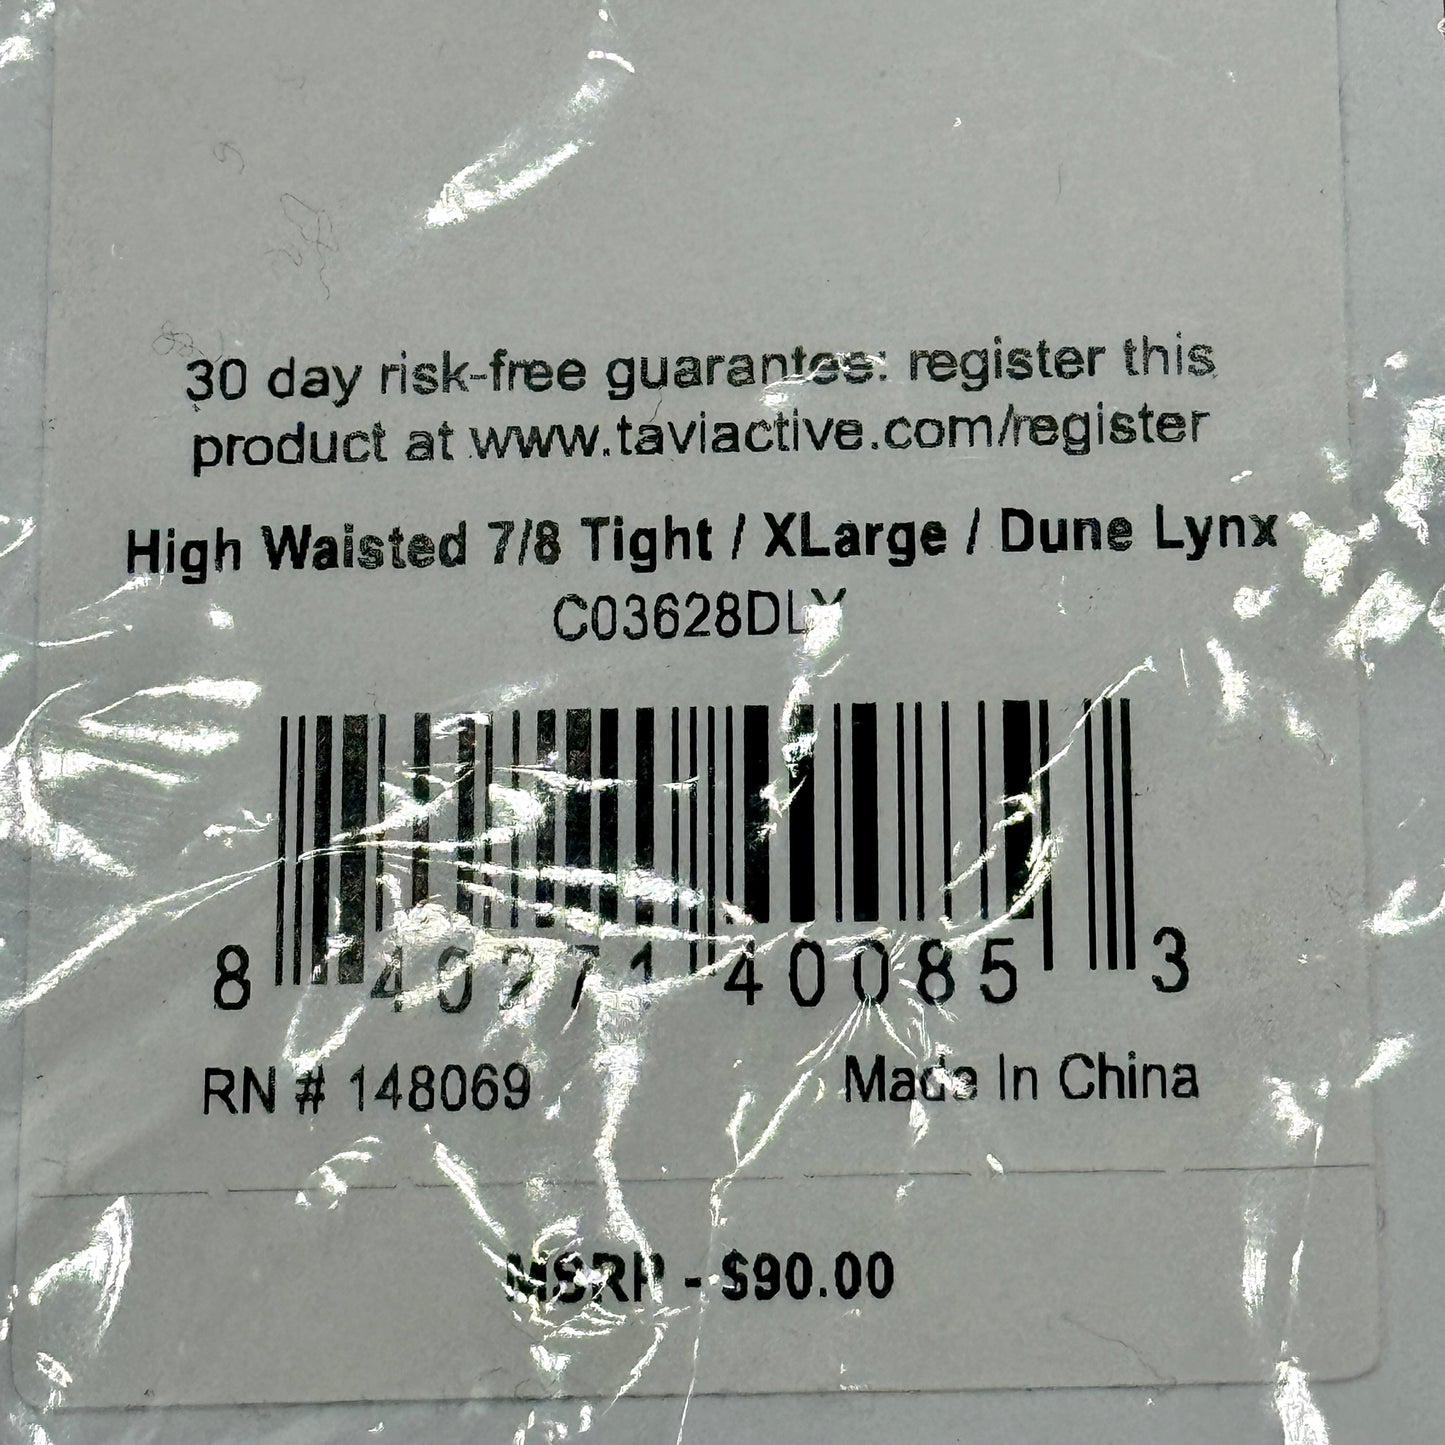 30 day risk-free guarantee: register this
product at www.taviactive.com/register
High Waisted 7/8 Tight / XLarge / Dune Lynx
8 40271 40085 3
RN # 148069 Made In China
MSRP - $90.00